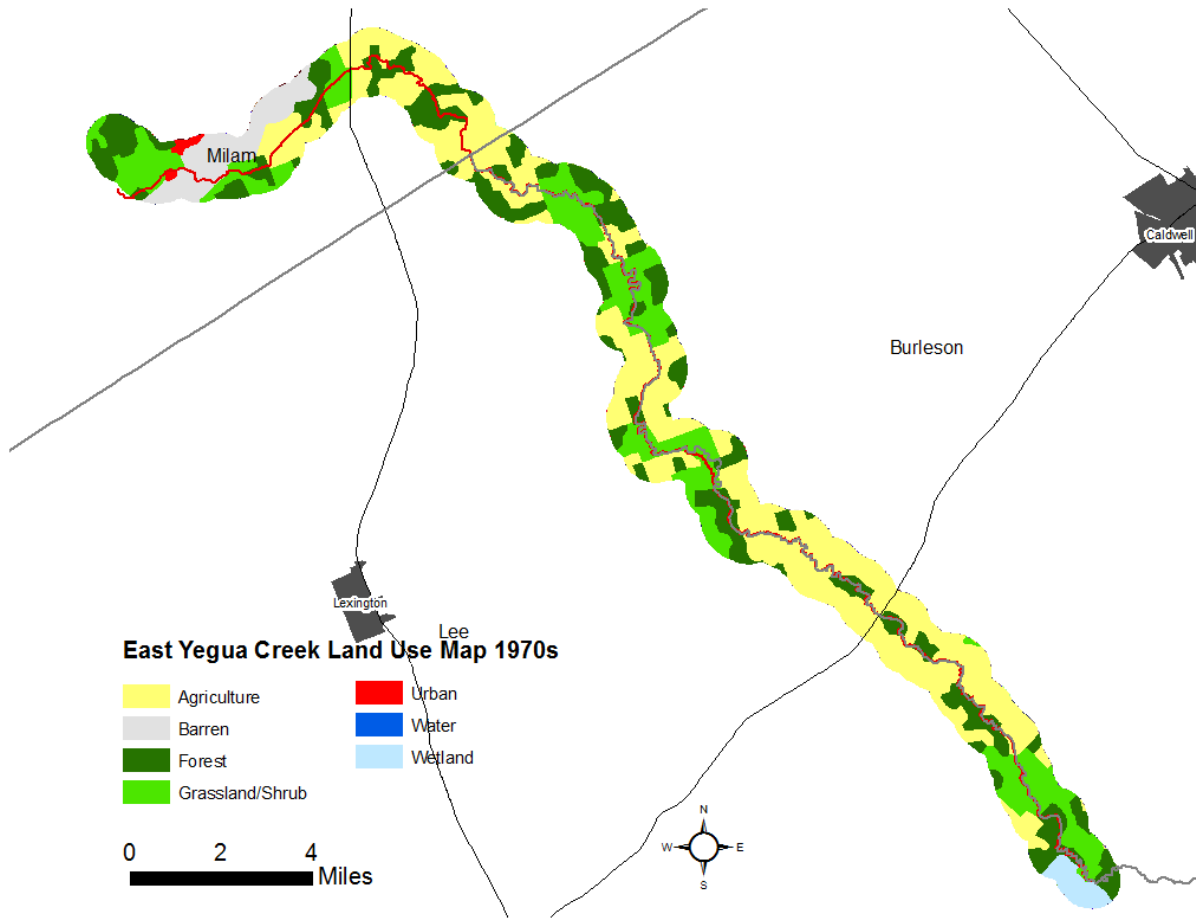 Milam
Caldwell
Burleson
Lexington
Lee
East Yegua Creek Land Use Map 1970s
Agriculture
Urban
Barren
Water
Forest
Wetland
Grassland/Shrub
N
W E
S
0 2 4
Miles